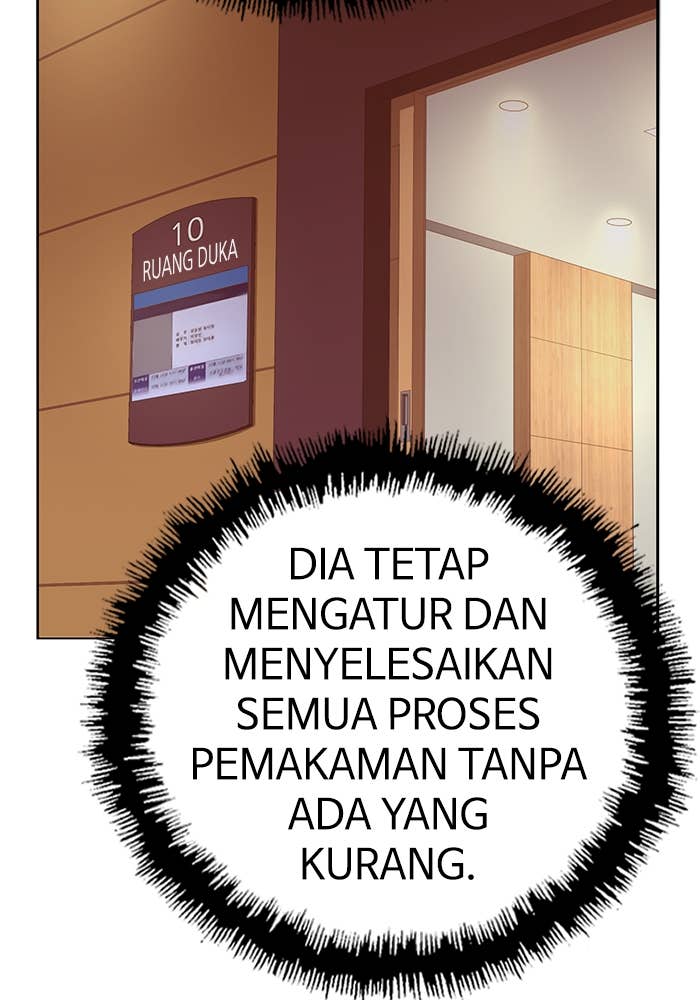 10
RUANG DUKA
DIA TETAP
MENGATUR DAN
MENYELESAIKAN
SEMUA PROSES
PEMAKAMAN TANPA
ADA YANG
KURANG.